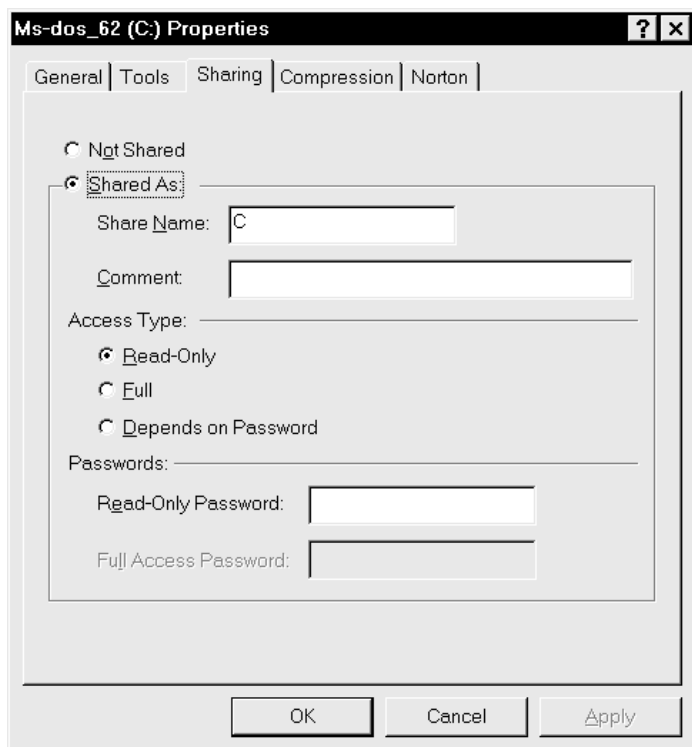 Ms-dos_62 (C:) Properties ? ×
General Tools Sharing Compression Norton
Not Shared
Shared As:
Share Name: C
Comment:
Access Type:
Read-Only
Full
Depends on Password
Passwords:
Read-Only Password:
Full Access Password:
OK Cancel Apply